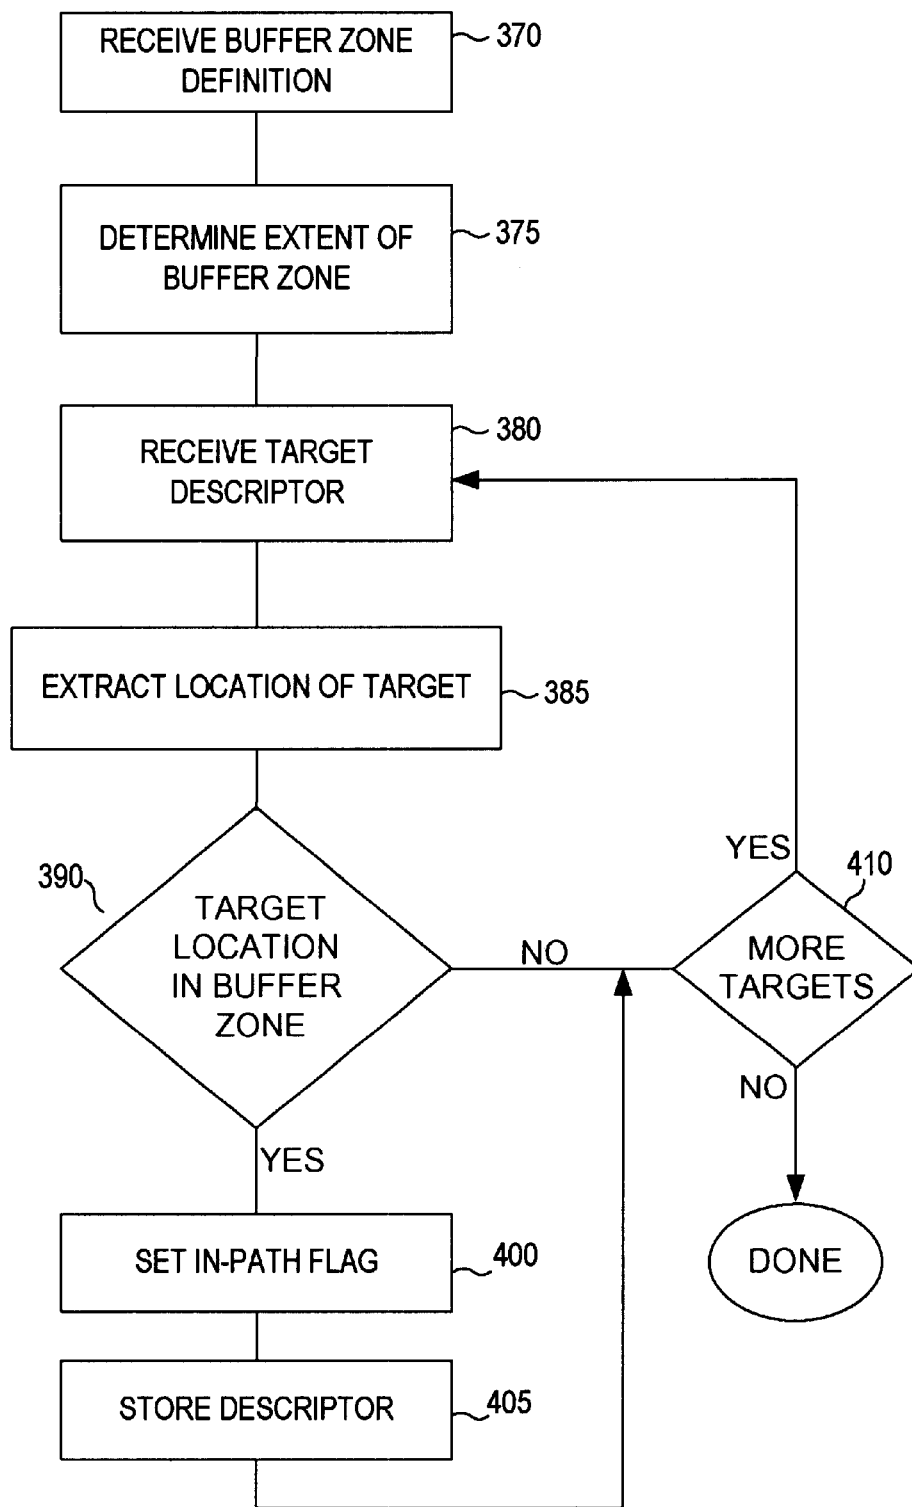 RECEIVE BUFFER ZONE
DEFINITION
370
DETERMINE EXTENT OF
BUFFER ZONE
375
RECEIVE TARGET
DESCRIPTOR
380
EXTRACT LOCATION OF TARGET
385
390
TARGET
LOCATION
IN BUFFER
ZONE
NO
YES
410
MORE
TARGETS
YES
NO
SET IN-PATH FLAG
400
DONE
STORE DESCRIPTOR
405